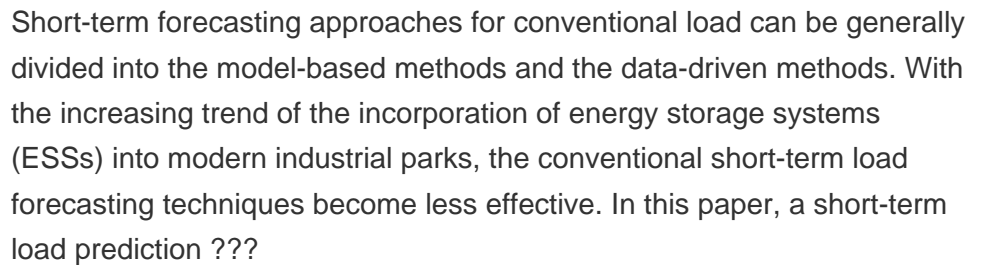 Short-term forecasting approaches for conventional load can be generally
divided into the model-based methods and the data-driven methods. With
the increasing trend of the incorporation of energy storage systems
(ESSs) into modern industrial parks, the conventional short-term load
forecasting techniques become less effective. In this paper, a short-term
load prediction ???